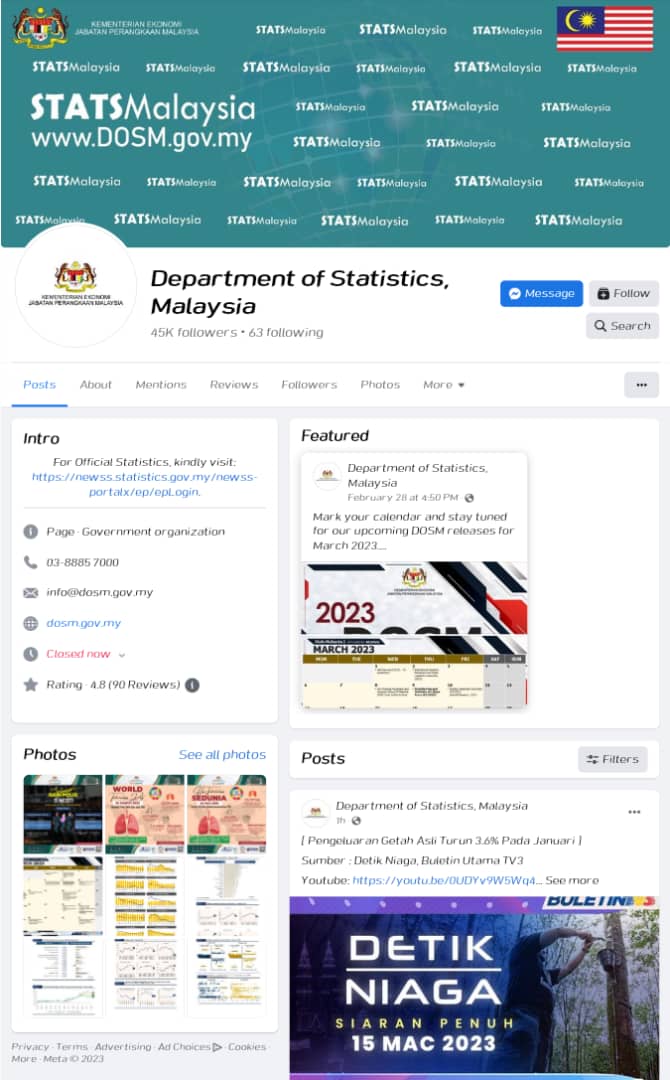 KEMENTERIAN EKONOMI
JABATAN PERANGKAAN MALAYSIA
STATSMalaysia STATSMalaysia STATSMalaysia
STATSMalaysia STATSMalaysia STATSMalaysia STATSMalaysia STATSMalaysia STATSMalaysia
STATSMalaysia
www.DOSM.gov.my
STATSMalaysia STATSMalaysia STATSMalaysia
STATSMalaysia STATSMalaysia STATSMalaysia
STATSMalaysia STATSMalaysia STATSMalaysia STATSMalaysia STATSMalaysia STATSMalaysia
STATSMalaysia STATSMalaysia STATSMalaysia STATSMalaysia STATSMalaysia STATSMalaysia
KEMENTERIAN EKONOMI
JABATAN PERANGKAAN MALAYSIA
Department of Statistics,
Malaysia
45K followers • 63 following
Message
Follow
Search
Posts About Mentions Reviews Followers Photos More
Intro
For Official Statistics, kindly visit:
https://newss.statistics.gov.my/newss-
portalx/ep/epLogin.
Page · Government organization
03-8885 7000
info@dosm.gov.my
dosm.gov.my
Closed now
Rating · 4.8 (90 Reviews)
Photos
See all photos
WORLD
SEDUNIA
Privacy · Terms · Advertising · Ad Choices · Cookies ·
More · Meta © 2023
Featured
Department of Statistics,
Malaysia
February 28 at 4:50 PM ·
Mark your calendar and stay tuned
for our upcoming DOSM releases for
March 2023....
2023
DOSM
MARCH 2023
MON TUE WED THU FRI SAT SUN
Posts
Filters
Department of Statistics, Malaysia
1h ·
[ Pengeluaran Getah Asli Turun 3.6% Pada Januari ]
Sumber : Detik Niaga, Buletin Utama TV3
Youtube: https://youtu.be/0UDYv9W5Wq4... See more
BULETIN
DETIK
NIAGA
SIARAN PENUH
15 MAC 2023